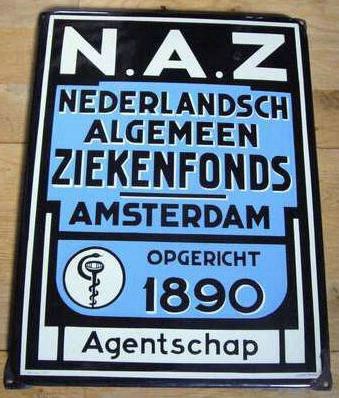 N.A.Z
NEDERLANDSCH
ALGEMEEN
ZIEKENFONDS
AMSTERDAM
OPGERICHT
1890
Agentschap